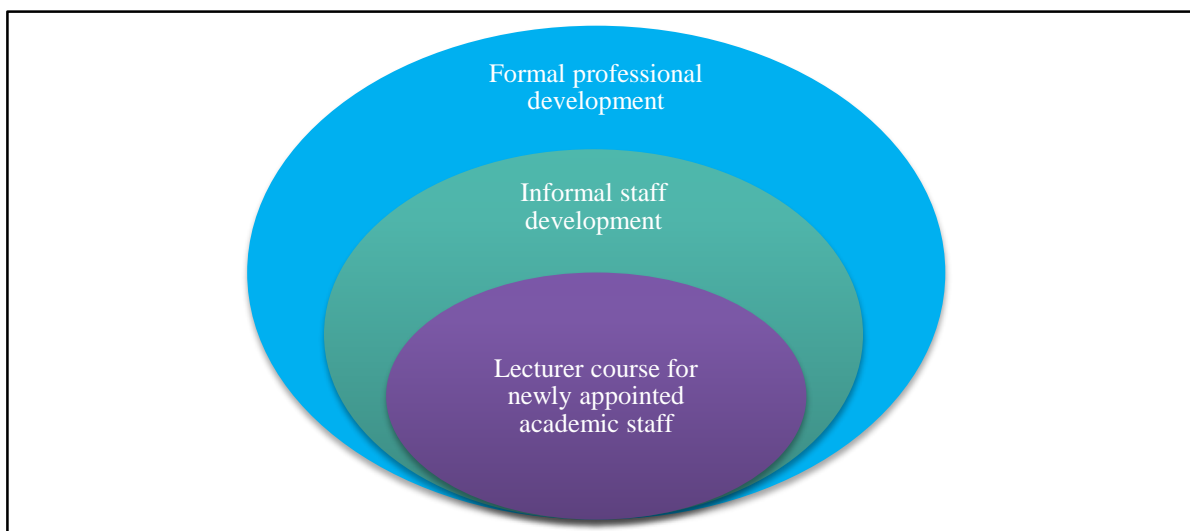 Formal professional
development
Informal staff
development
Lecturer course for
newly appointed
academic staff